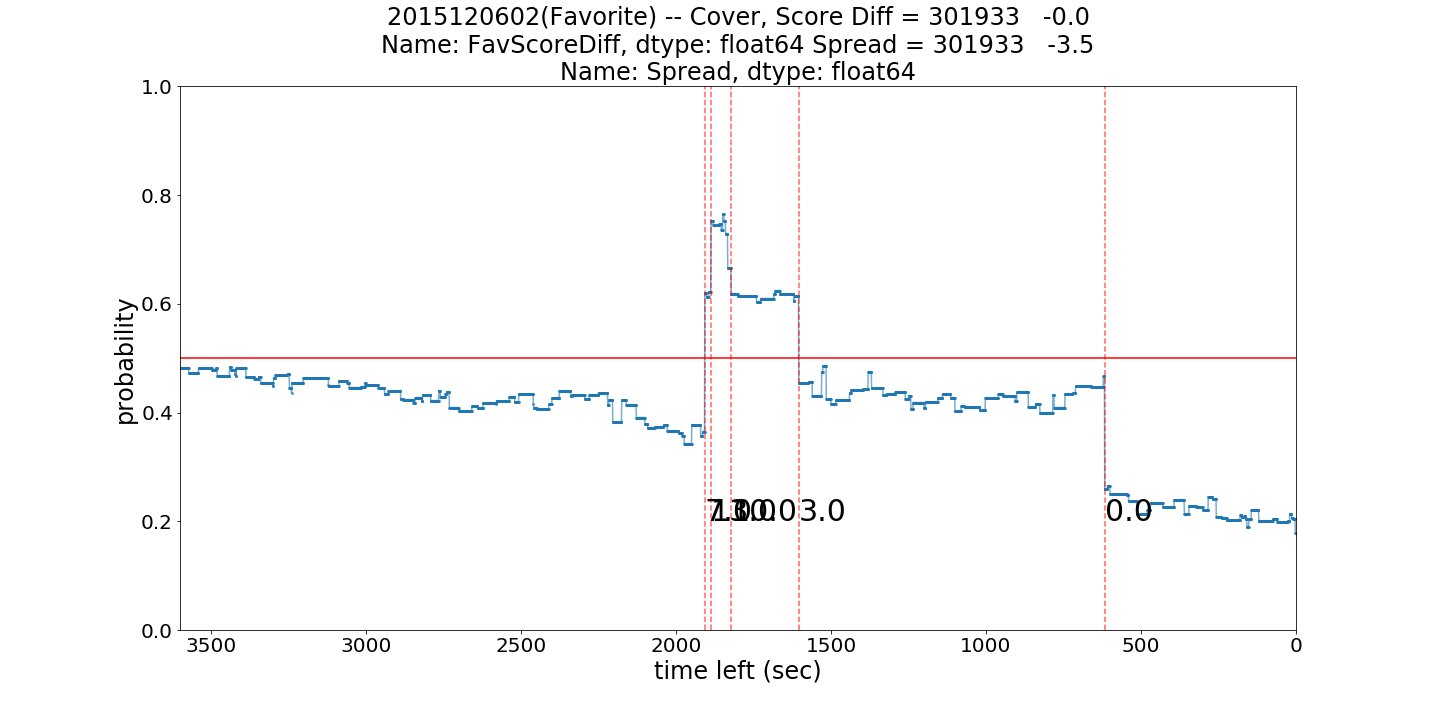 2015120602(Favorite) -- Cover, Score Diff = 301933   -0.0
Name: FavScoreDiff, dtype: float64 Spread = 301933   -3.5
Name: Spread, dtype: float64
probability
1.0
0.8
0.6
0.4
0.2
0.0
3.0
0.0
3500 3000 2500 2000 1500 1000 500 0
time left (sec)